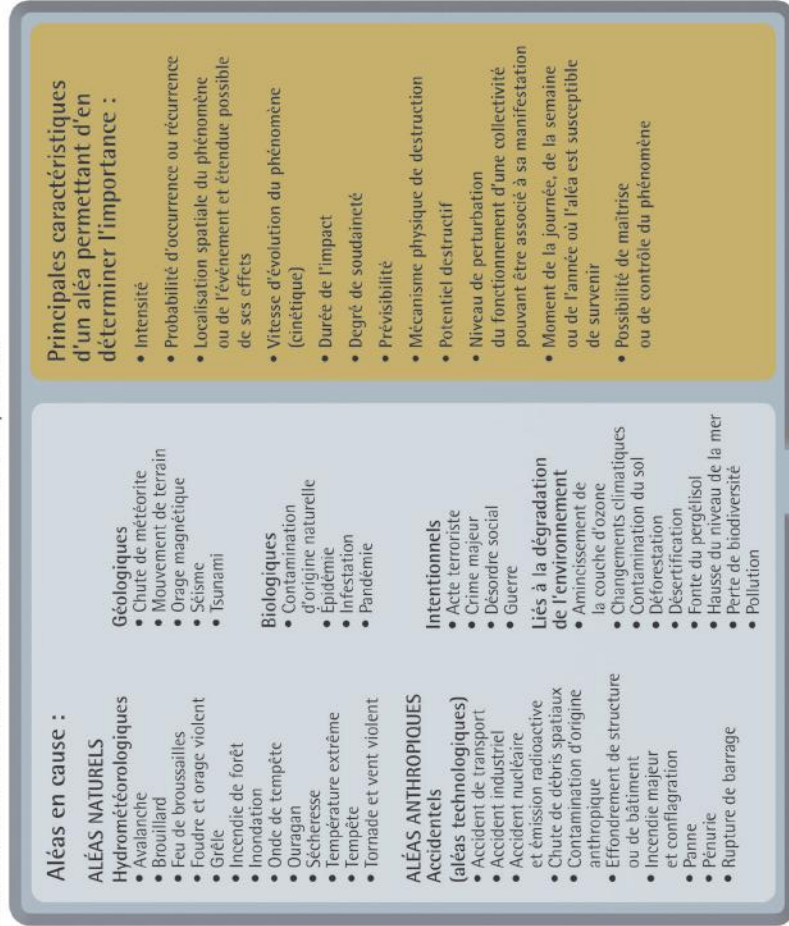 Aléas en cause :
ALÉAS NATURELS
Hydrométéorologiques
• Avalanche
• Brouillard
• Feu de broussailles
• Foudre et orage violent
• Grêle
• Incendie de forêt
• Inondation
• Onde de tempête
• Ouragan
• Sécheresse
• Température extrême
• Tempête
• Tornade et vent violent
Géologiques
• Chute de météorite
• Mouvement de terrain
• Orage magnétique
• Séisme
• Tsunami
Biologiques
• Contamination
d'origine naturelle
• Épidémie
• Infestation
• Pandémie
ALÉAS ANTHROPIQUES
Accidentels
(aléas technologiques)
• Accident de transport
• Accident industriel
• Accident nucléaire
et émission radioactive
• Chute de débris spatiaux
• Contamination d'origine
anthropique
• Effondrement de structure
ou de bâtiment
• Incendie majeur
et conflagration
• Panne
• Pénurie
• Rupture de barrage
Intentionnels
• Acte terroriste
• Crime majeur
• Désordre social
• Guerre
Liés à la dégradation
de l'environnement
• Amincissement de
la couche d'ozone
• Changements climatiques
• Contamination du sol
• Déforestation
• Désertification
• Fonte du pergélisol
• Hausse du niveau de la mer
• Perte de biodiversité
• Pollution
Principales caractéristiques
d'un aléa permettant d'en
déterminer l'importance :
• Intensité
• Probabilité d'occurrence ou récurrence
• Localisation spatiale du phénomène
ou de l'événement et étendue possible
de ses effets
• Vitesse d'évolution du phénomène
(cinétique)
• Durée de l'impact
• Degré de soudaineté
• Prévisibilité
• Mécanisme physique de destruction
• Potentiel destructif
• Niveau de perturbation
du fonctionnement d'une collectivité
pouvant être associé à sa manifestation
• Moment de la journée, de la semaine
ou de l'année où l'aléa est susceptible
de survenir
• Possibilité de maîtrise
ou de contrôle du phénomène